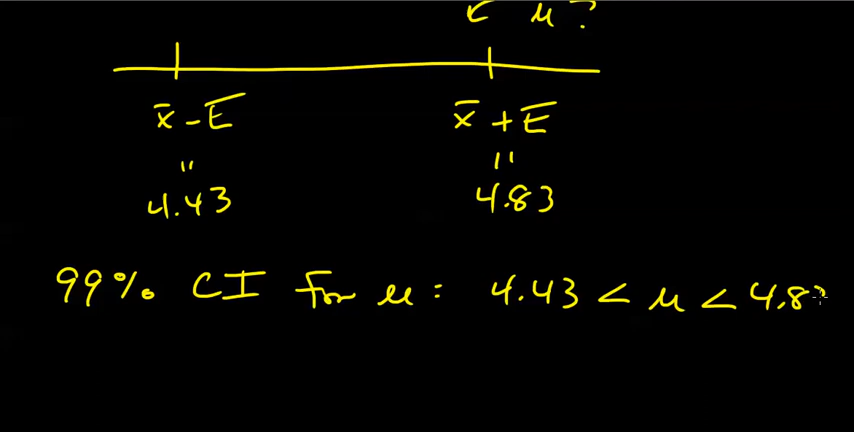 μ?
x̄ - E x̄ + E
= =
4.43 4.83
99% CI for μ: 4.43 < μ < 4.83